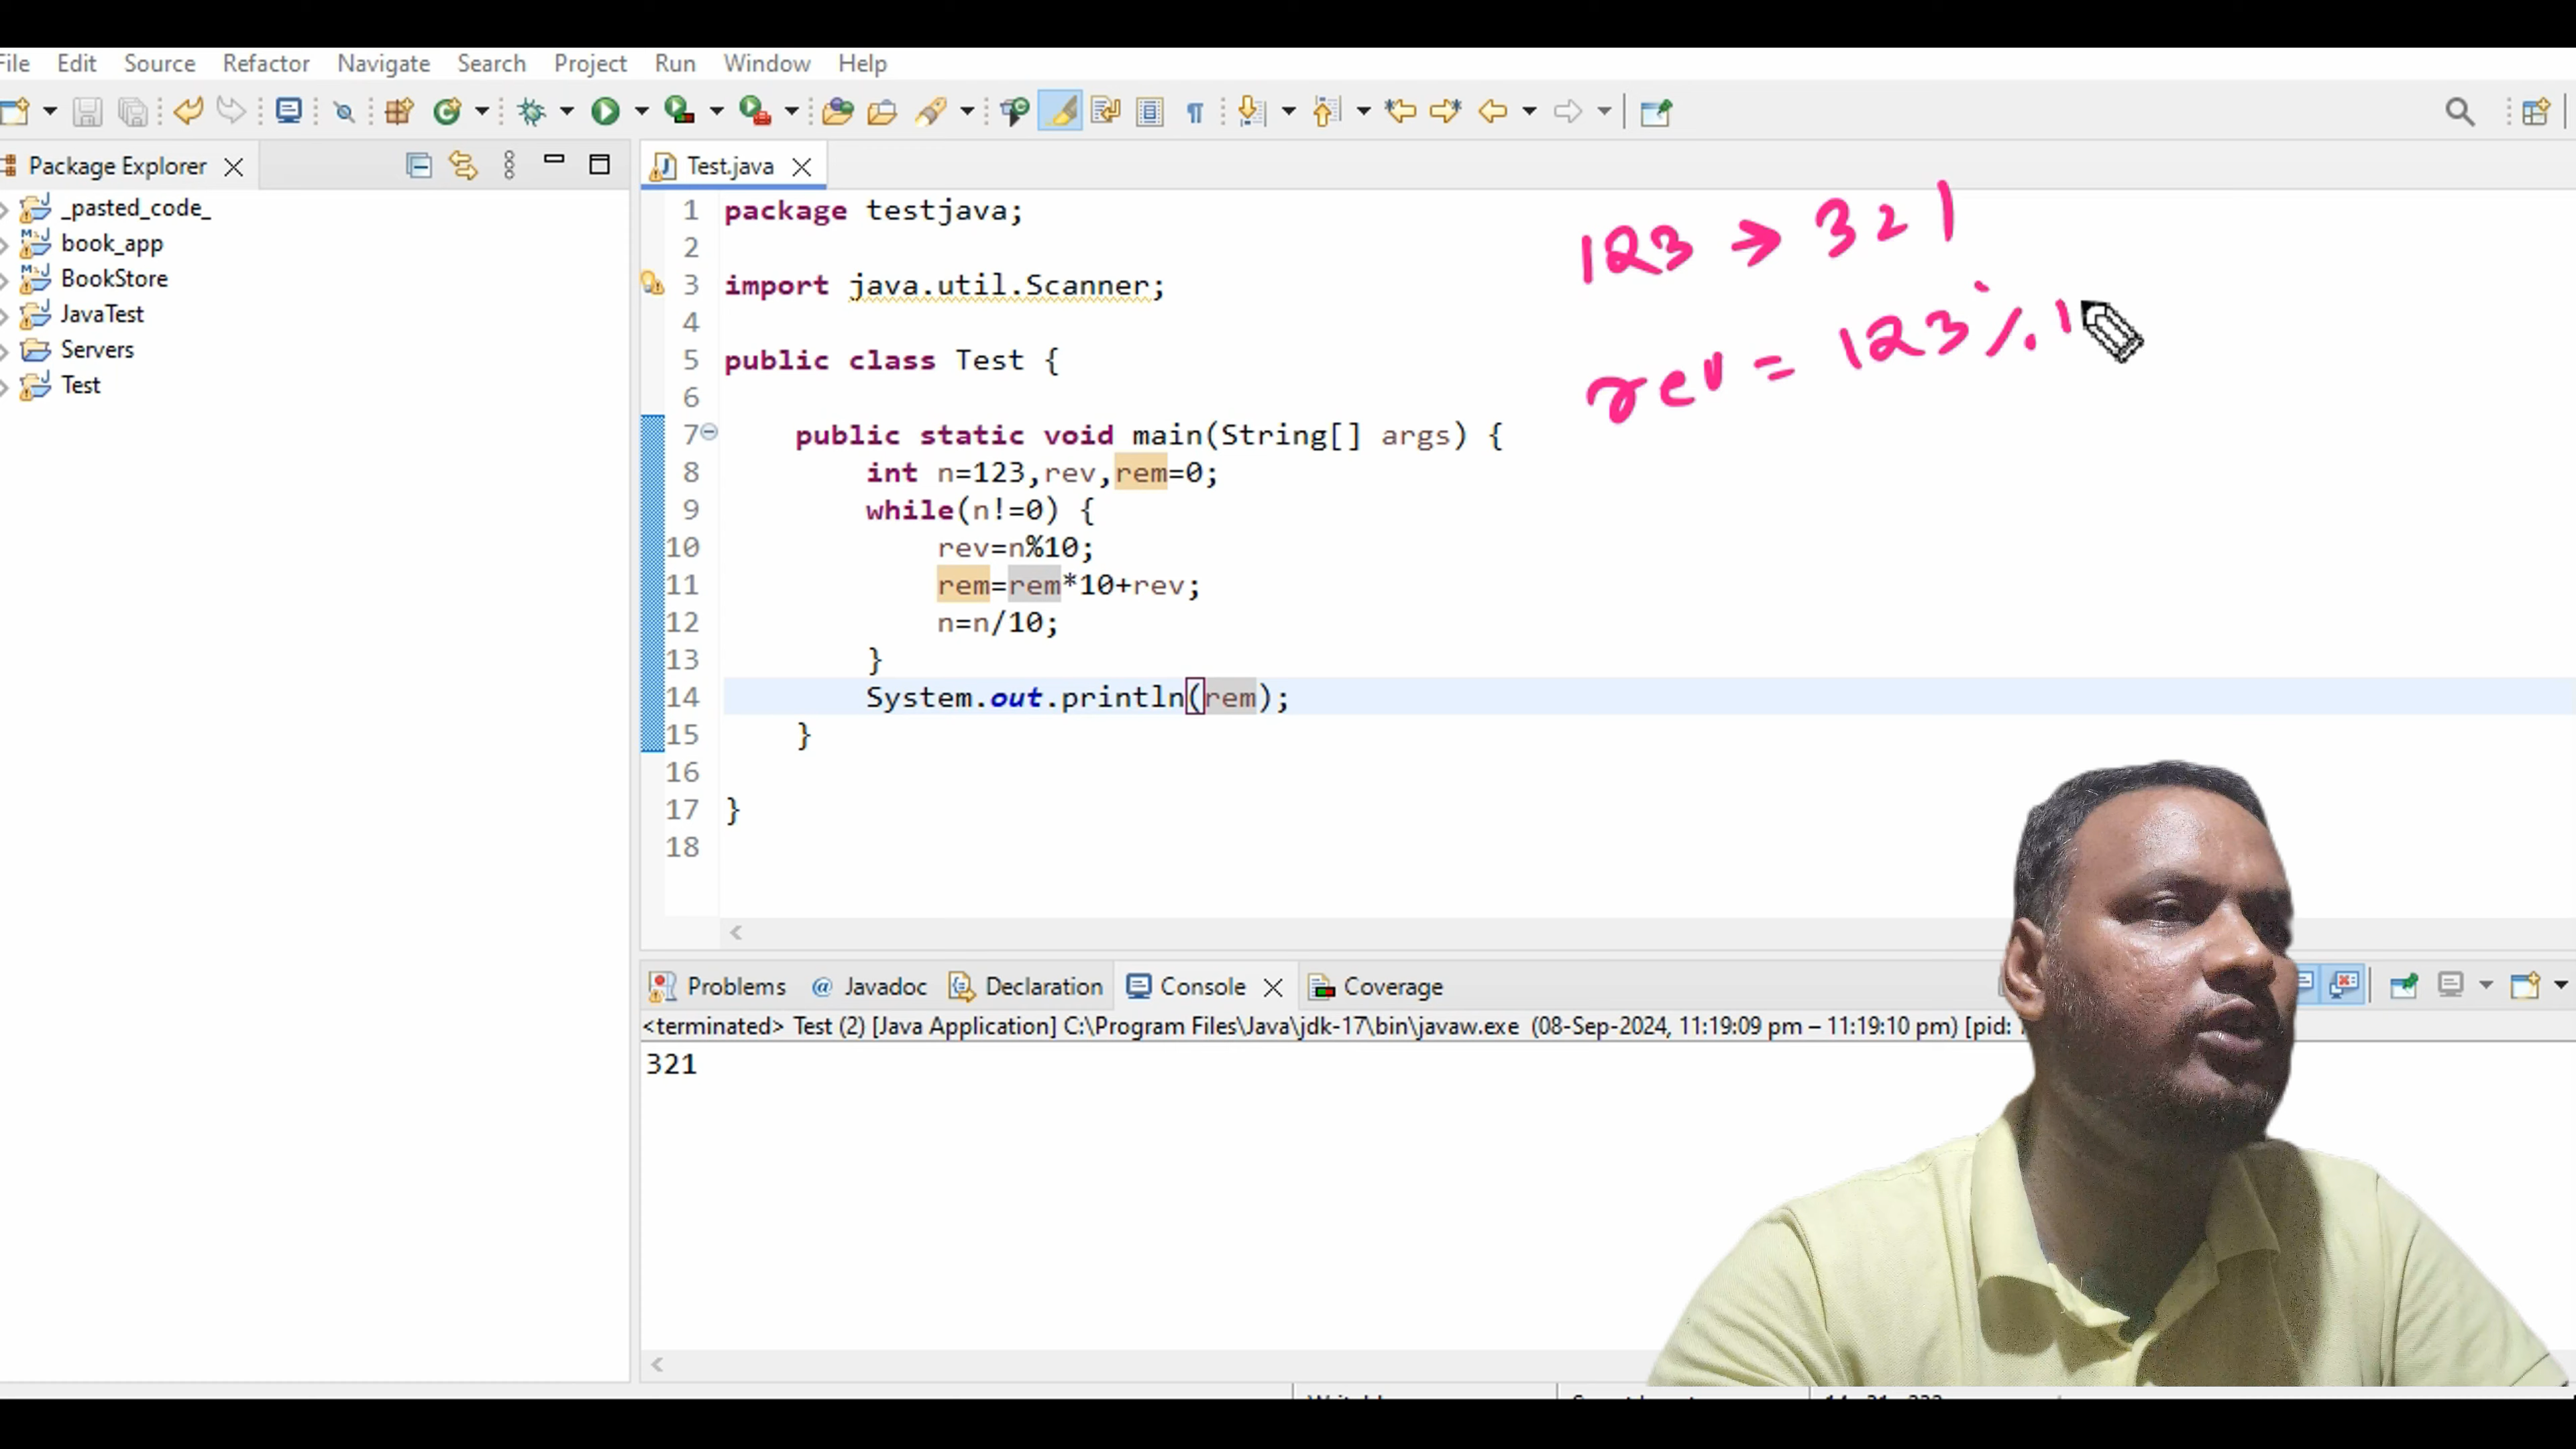 File Edit Source Refactor Navigate Search Project Run Window Help
Package Explorer
_pasted_code_
book_app
BookStore
JavaTest
Servers
Test
Test.java
1 package testjava;
2
3 import java.util.Scanner;
4
5 public class Test {
6
7 public static void main(String[] args) {
8 int n=123,rev,rem=0;
9 while(n!=0) {
10 rev=n%10;
11 rem=rem*10+rev;
12 n=n/10;
13 }
14 System.out.println(rem);
15 }
16
17 }
18
123 → 321
rev = 123%1
Problems @ Javadoc Declaration Console Coverage
<terminated> Test (2) [Java Application] C:\Program Files\Java\jdk-17\bin\javaw.exe (08-Sep-2024, 11:19:09 pm – 11:19:10 pm) [pid:
321